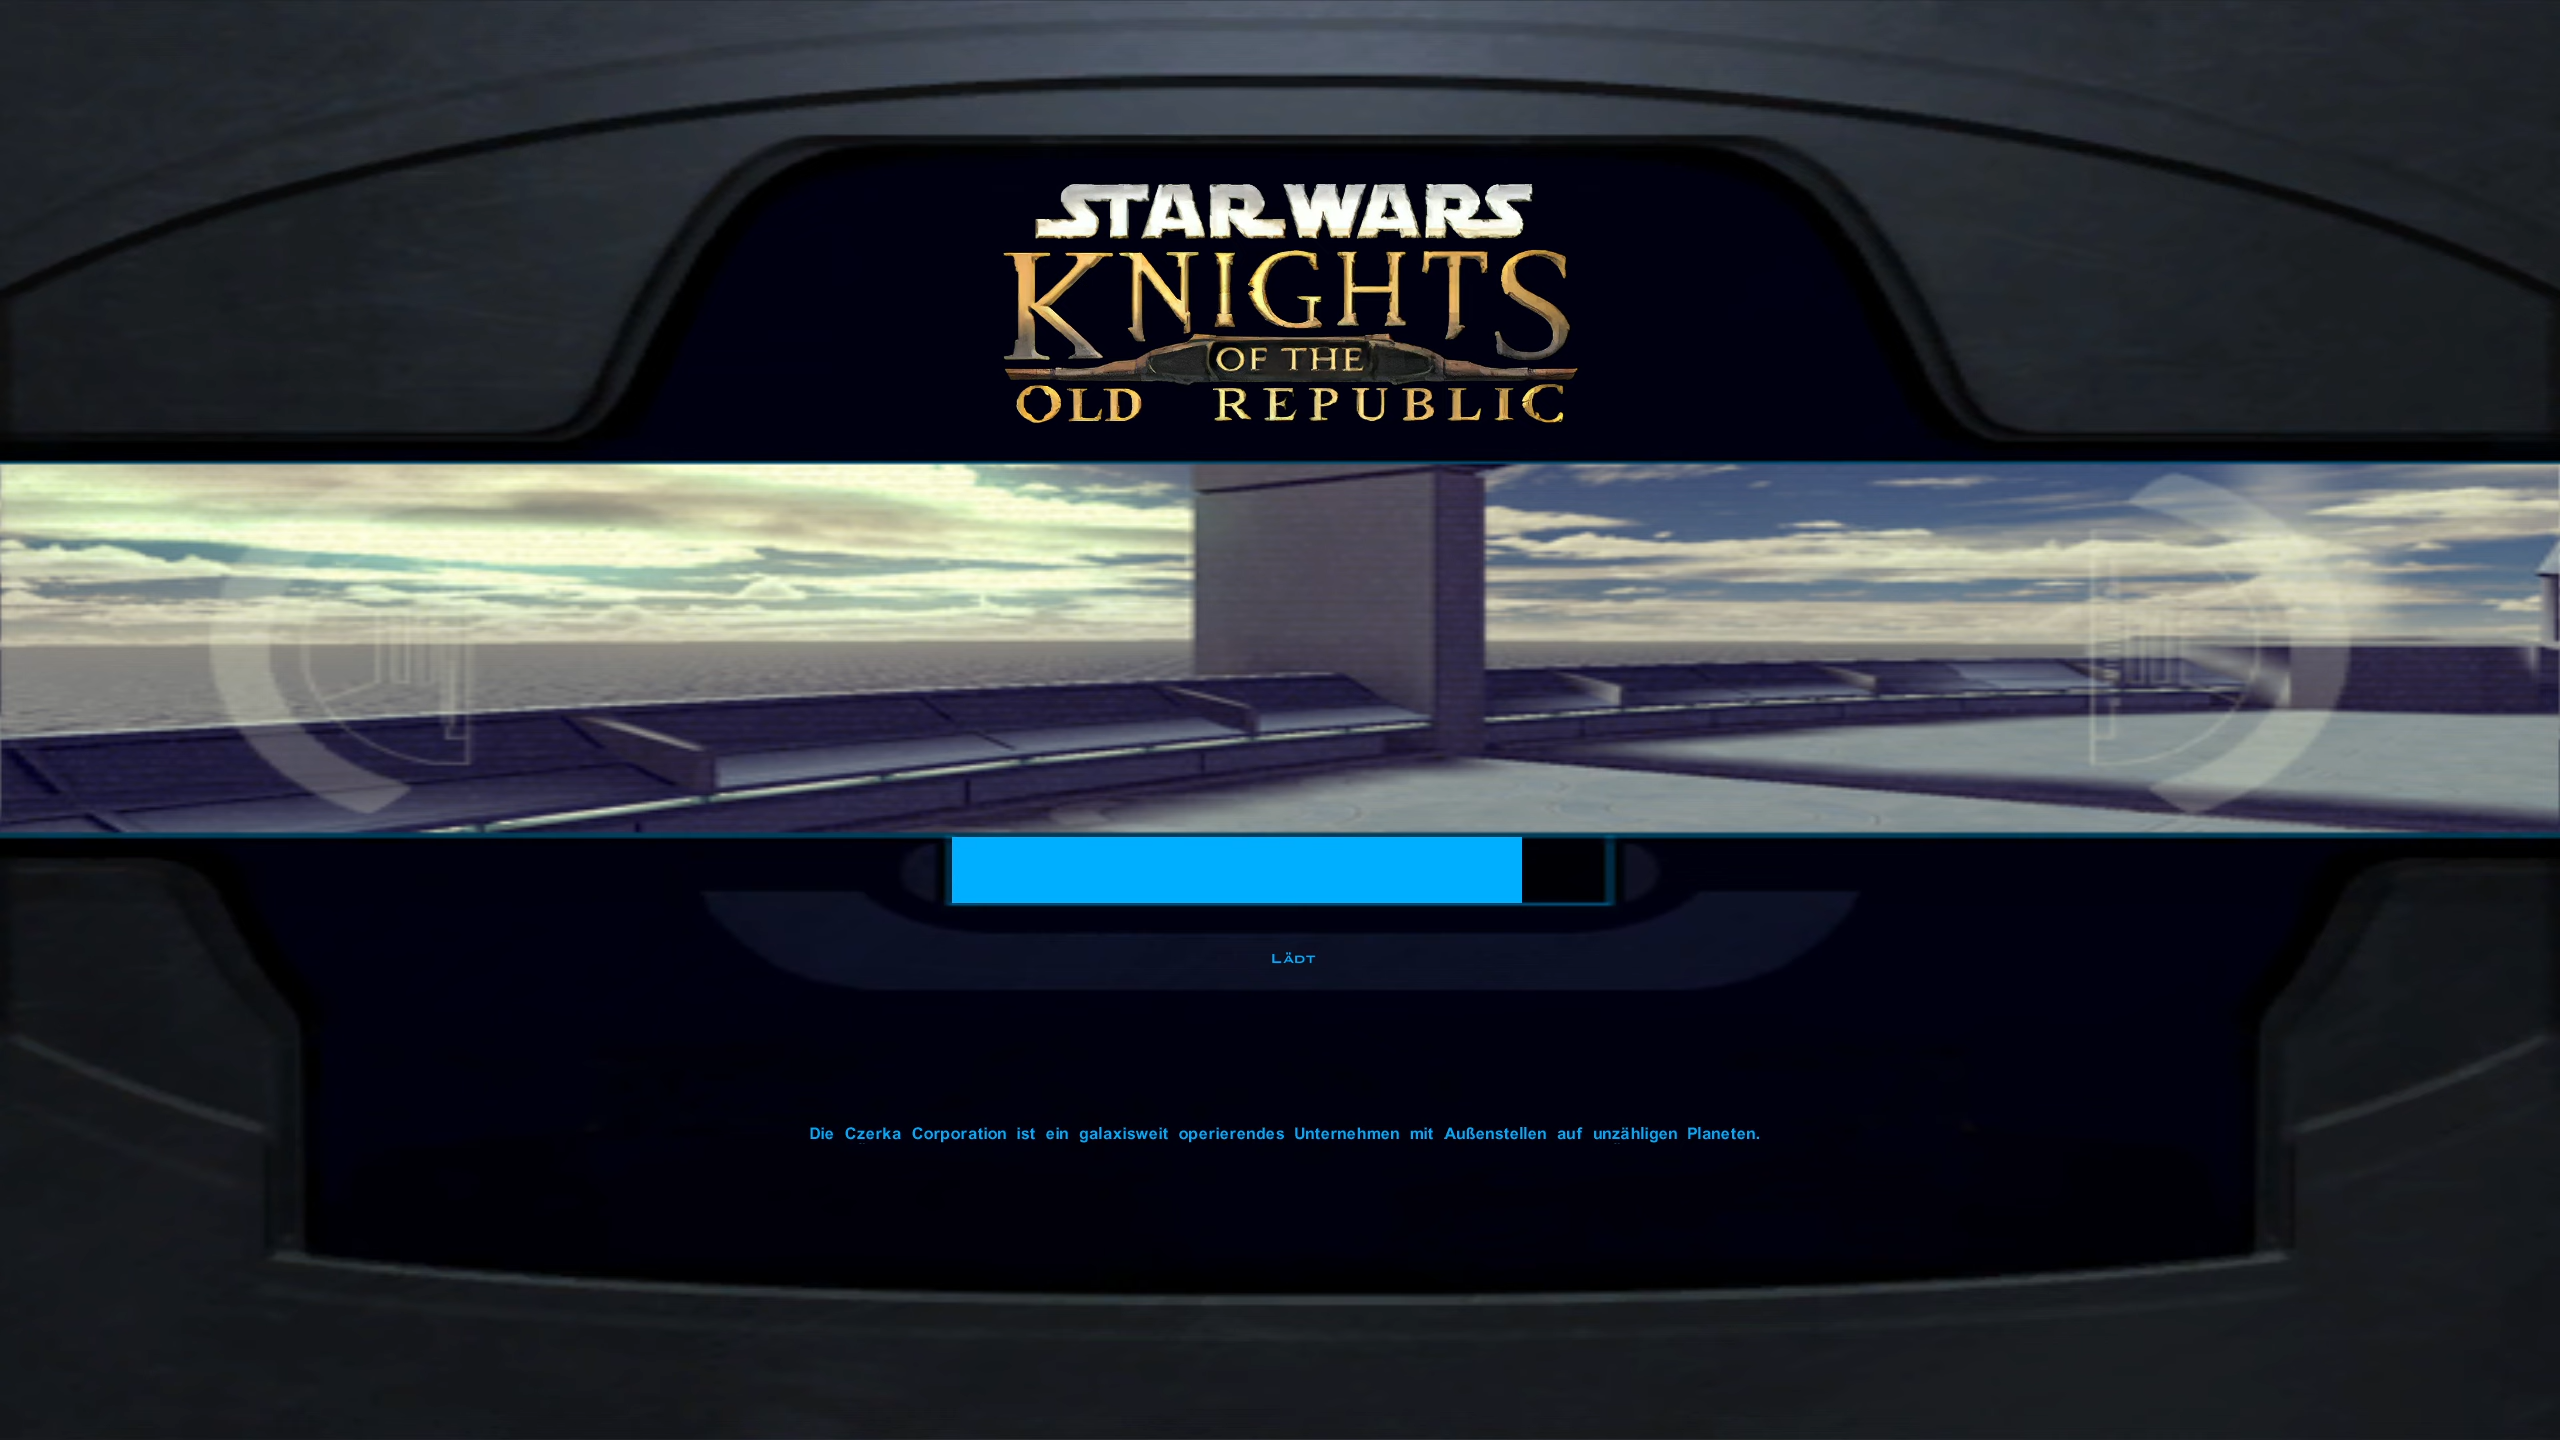 STAR WARS
KNIGHTS
OF THE
OLD REPUBLIC
LÄDT
Die Czerka Corporation ist ein galaxisweit operierendes Unternehmen mit Außenstellen auf unzähligen Planeten.